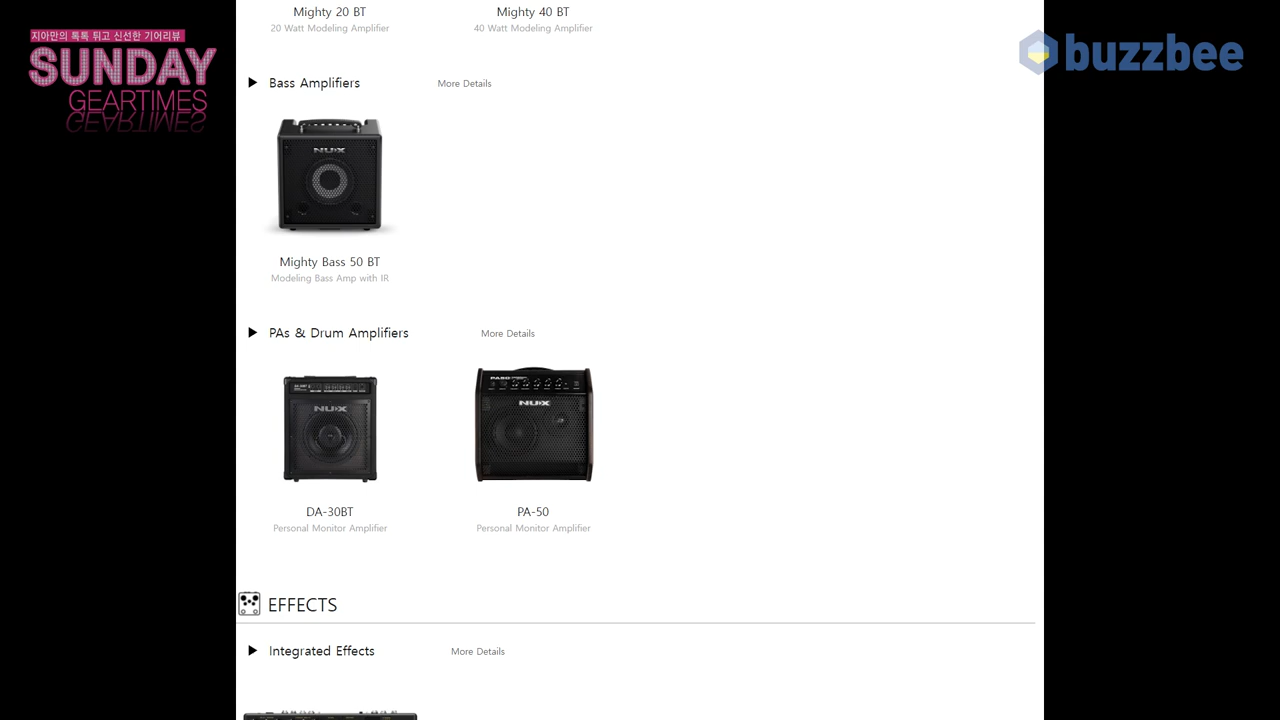 지아만의 톡톡 튀고 신선한 기어리뷰
SUNDAY
GEARTIMES
buzzbee
Mighty 20 BT
20 Watt Modeling Amplifier
Mighty 40 BT
40 Watt Modeling Amplifier
Bass Amplifiers
More Details
NUX
Mighty Bass 50 BT
Modeling Bass Amp with IR
PAs & Drum Amplifiers
More Details
NUX
PA50
NUX
DA-30BT
Personal Monitor Amplifier
PA-50
Personal Monitor Amplifier
EFFECTS
Integrated Effects
More Details